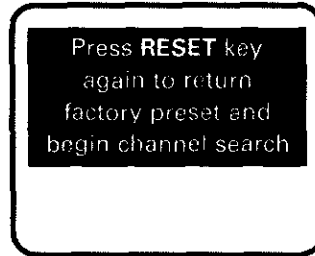 Press RESET key
again to return
factory preset and
begin channel search